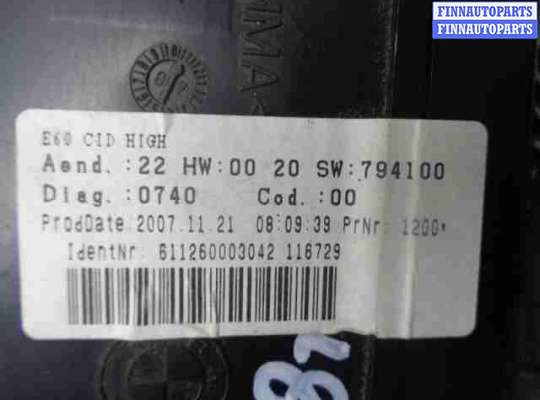 FINNAUTOPARTS
FINNAUTOPARTS
E60 CID HIGH
Aend.:22 HW:00 20 SW:794100
Diag.:0740 Cod.:00
ProdDate:2007.11.21 08:09:39 PrNr: 1200*
IdentNr: 611260003042 116729